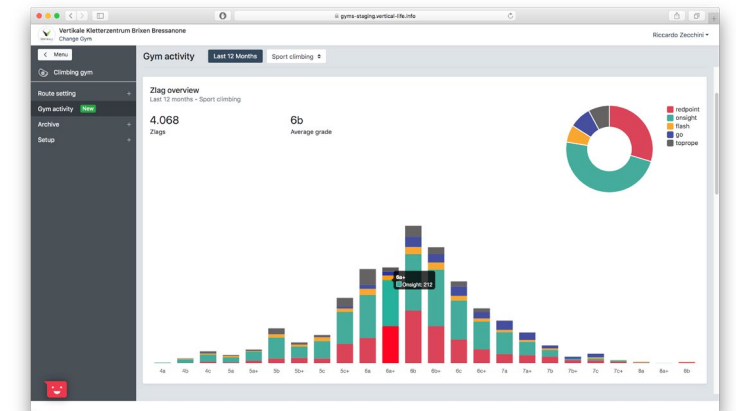 gyms-staging.vertical-life.info
Vertikale Kletterzentrum Brixen Bressanone
Change Gym
Riccardo Zecchini
Menu
Climbing gym
Route setting
Gym activity New
Archive
Setup
Gym activity
Last 12 Months
Sport climbing
Zlag overview
Last 12 months - Sport climbing
4.068
Zlags
6b
Average grade
redpoint
onsight
flash
go
toprope
6a+
Onsight: 212
4a 4b 4c 5a 5a+ 5b 5b+ 5c 5c+ 6a 6a+ 6b 6b+ 6c 6c+ 7a 7a+ 7b 7b+ 7c 7c+ 8a 8a+ 8b